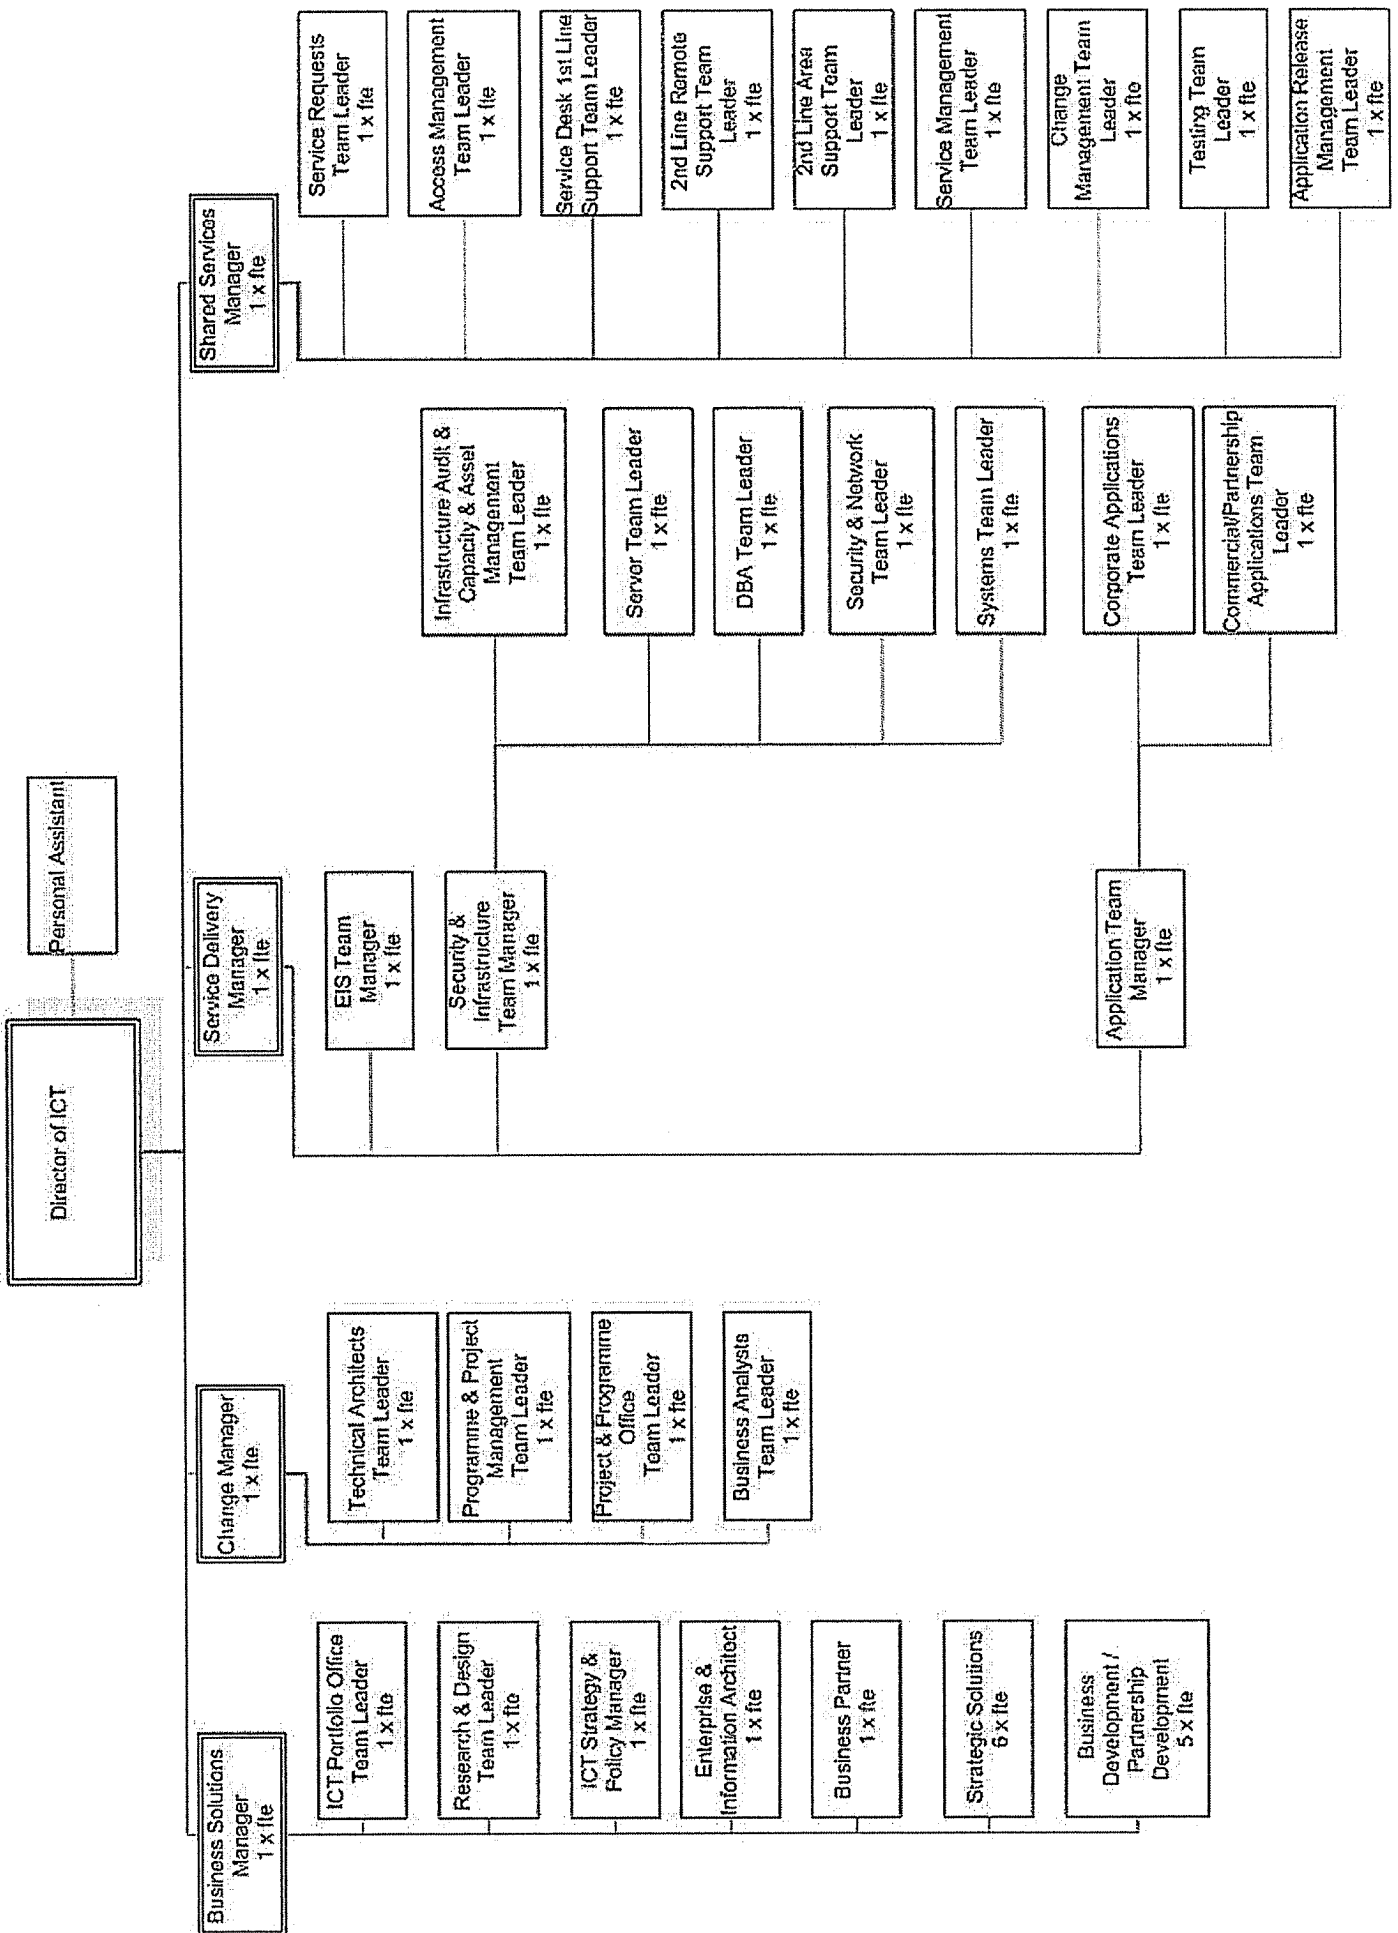 Director of ICT
Personal Assistant
Business Solutions
Manager
1 x fte
ICT Portfolio Office
Team Leader
1 x fte
Research & Design
Team Leader
1 x fte
ICT Strategy &
Policy Manager
1 x fte
Enterprise &
Information Architect
1 x fte
Business Partner
1 x fte
Strategic Solutions
6 x fte
Business
Development /
Partnership
Development
5 x fte
Change Manager
1 x fte
Technical Architects
Team Leader
1 x fte
Programme & Project
Management
Team Leader
1 x fte
Project & Programme
Office
Team Leader
1 x fte
Business Analysts
Team Leader
1 x fte
Service Delivery
Manager
1 x fte
EIS Team
Manager
1 x fte
Security &
Infrastructure
Team Manager
1 x fte
Infrastructure Audit &
Capacity & Asset
Management
Team Leader
1 x fte
Server Team Leader
1 x fte
DBA Team Leader
1 x fte
Security & Network
Team Leader
1 x fte
Systems Team Leader
1 x fte
Application Team
Manager
1 x fte
Corporate Applications
Team Leader
1 x fte
Commercial/Partnership
Applications Team
Leader
1 x fte
Shared Services
Manager
1 x fte
Service Requests
Team Leader
1 x fte
Access Management
Team Leader
1 x fte
Service Desk 1st Line
Support Team Leader
1 x fte
2nd Line Remote
Support Team
Leader
1 x fte
2nd Line Area
Support Team
Leader
1 x fte
Service Management
Team Leader
1 x fte
Change
Management Team
Leader
1 x fte
Testing Team
Leader
1 x fte
Application Release
Management
Team Leader
1 x fte